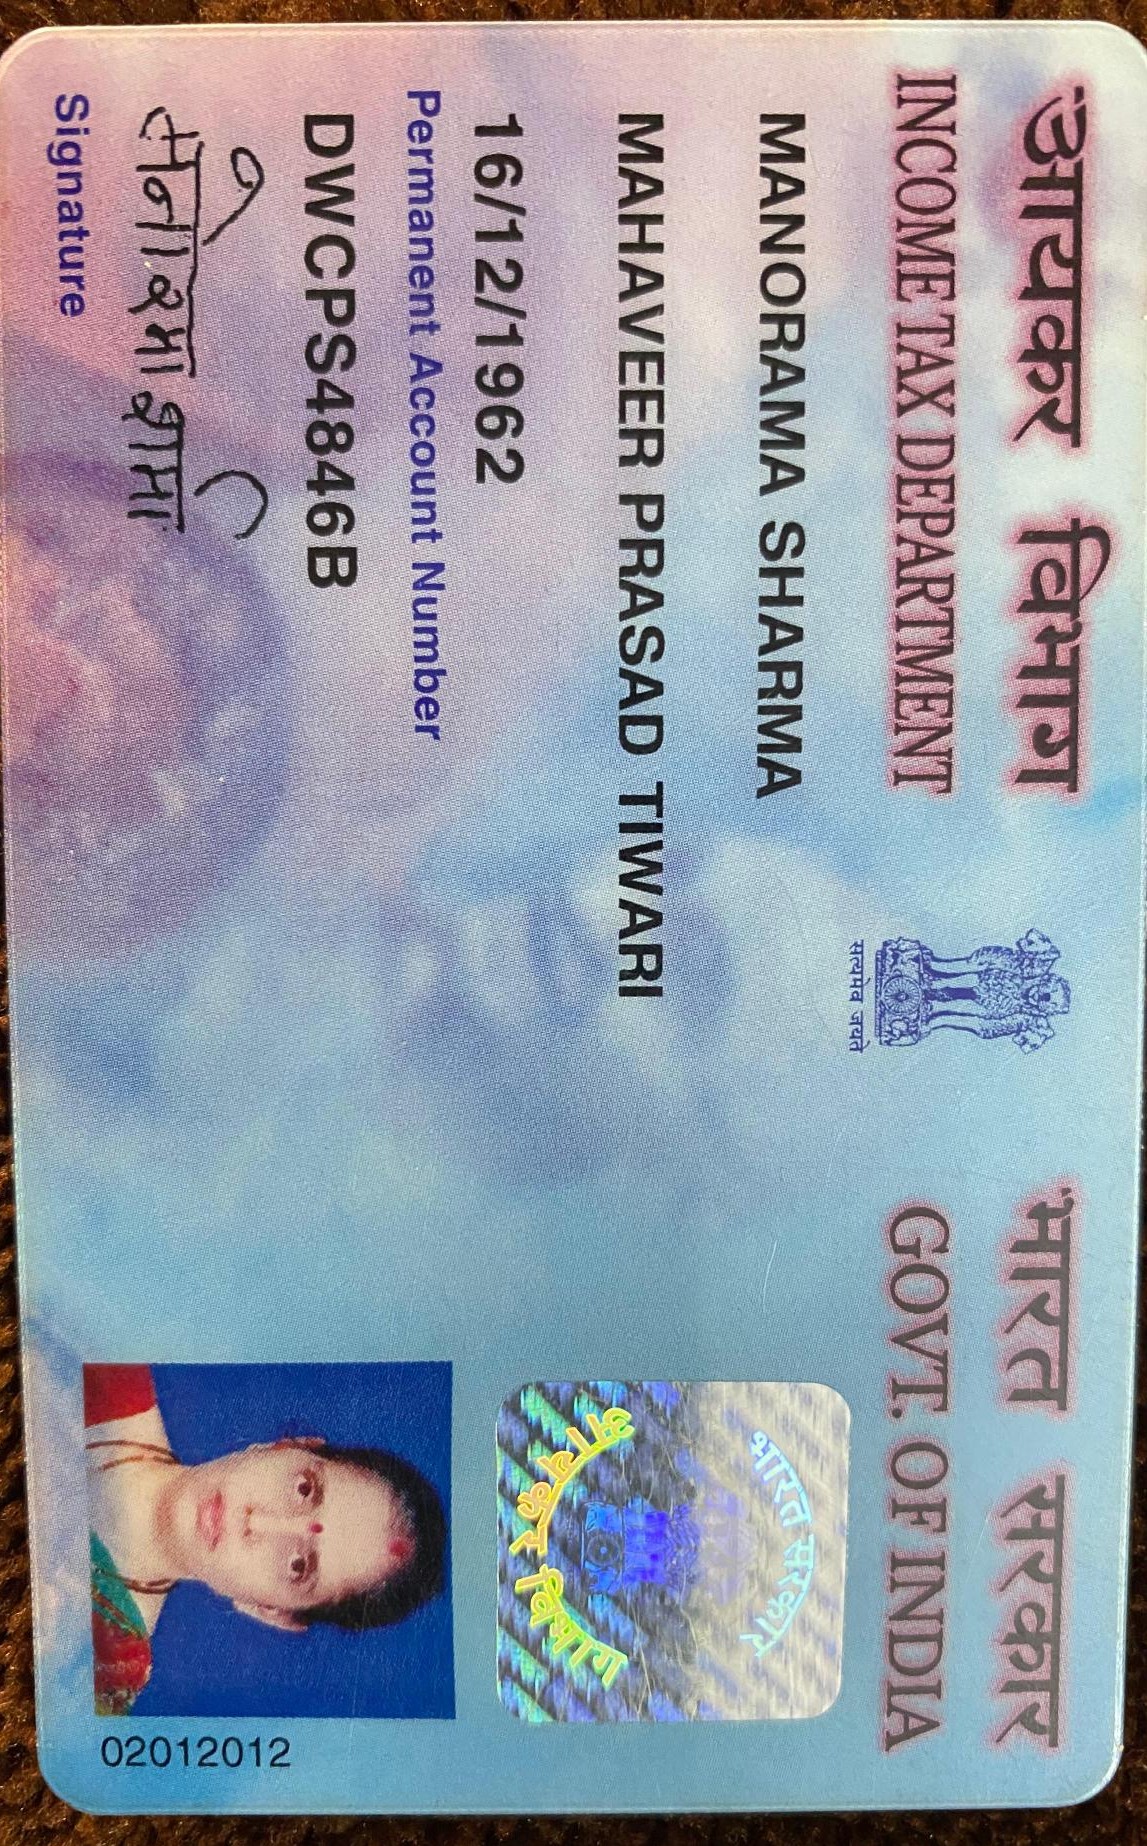 आयकर विभाग
भारत सरकार
INCOME TAX DEPARTMENT
GOVT. OF INDIA
सत्यमेव जयते
MANORAMA SHARMA
भारत सरकार
आयकर विभाग
MAHAVEER PRASAD TIWARI
16/12/1962
Permanent Account Number
DWCPS4846B
मनोरमा शर्मा
Signature
02012012